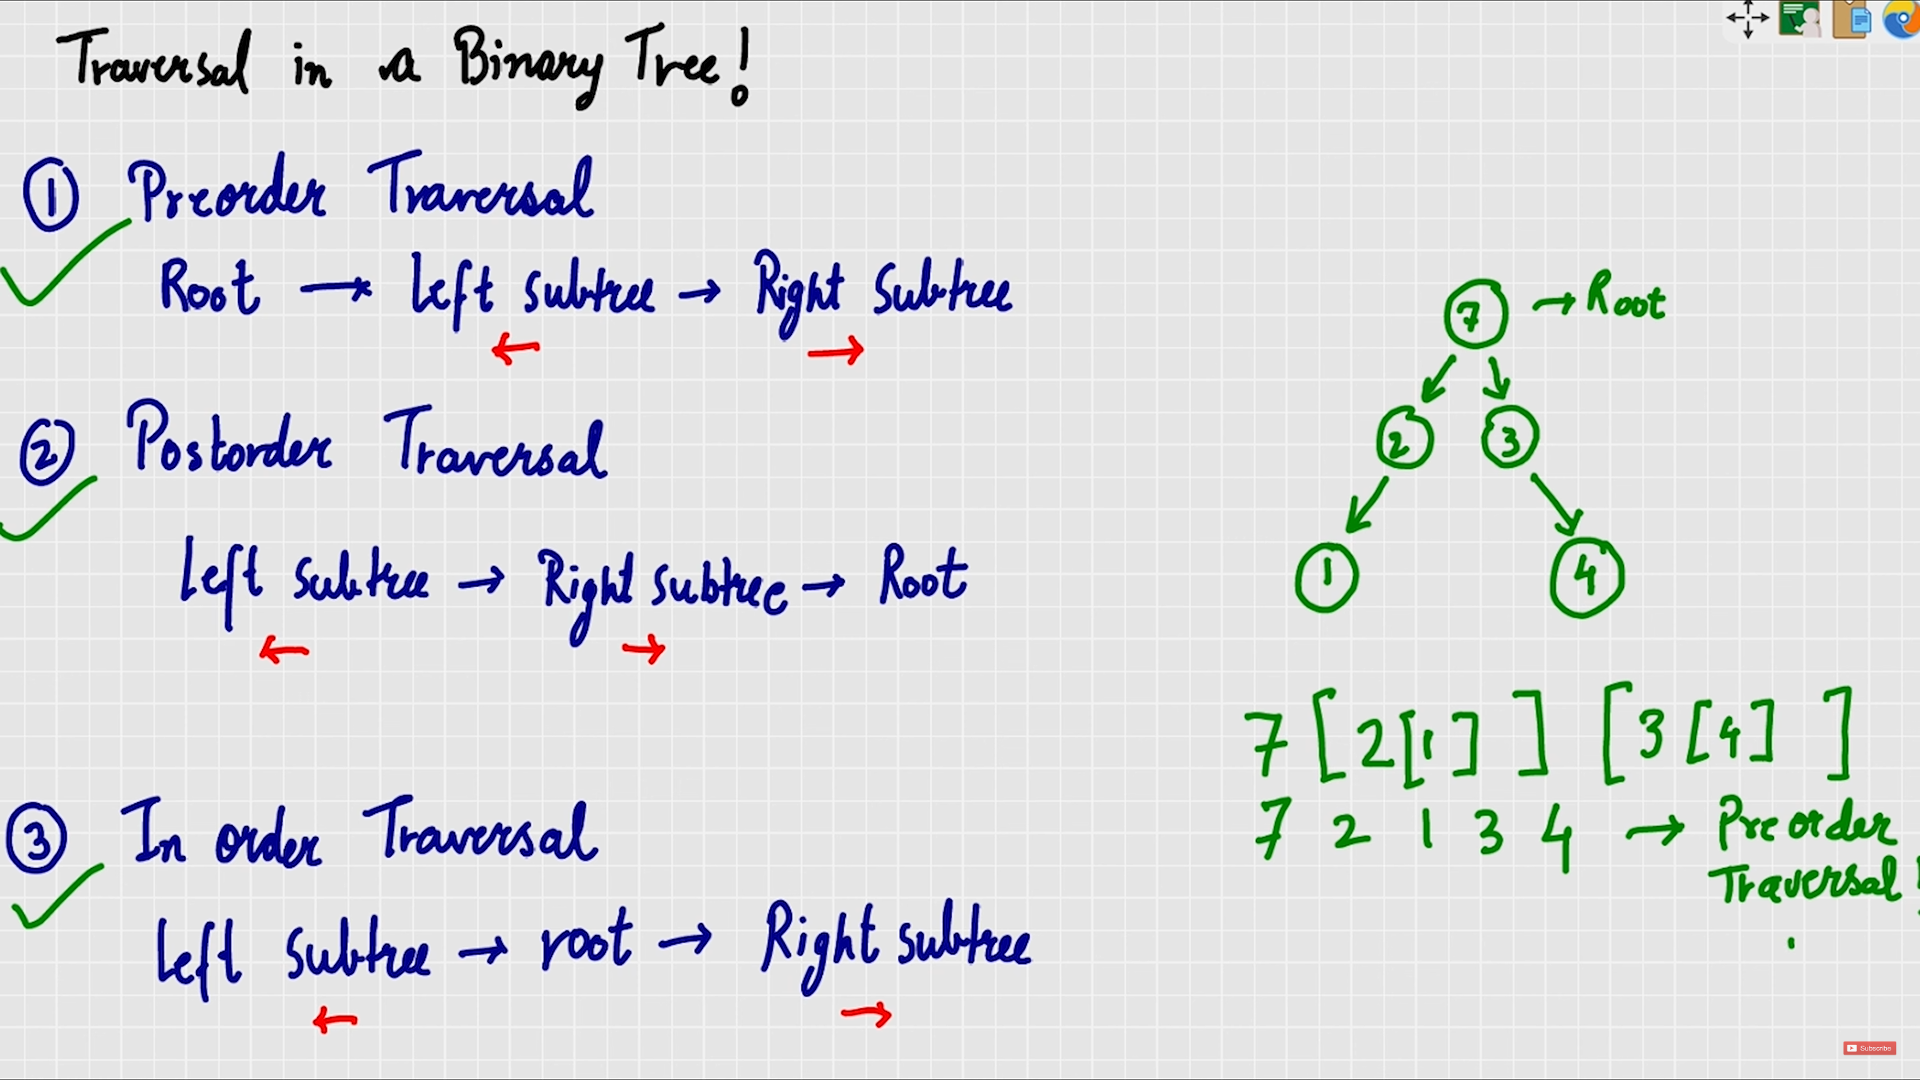 Traversal in a Binary Tree!
① Preorder Traversal
Root → Left subtree → Right Subtree
② Postorder Traversal
Left subtree → Right subtree → Root
③ In order Traversal
Left Subtree → root → Right subtree
7 → Root
2 3
1 4
7 [ 2 [ 1 ] ] [ 3 [ 4 ] ]
7 2 1 3 4 → Preorder
Traversal!
Subscribe